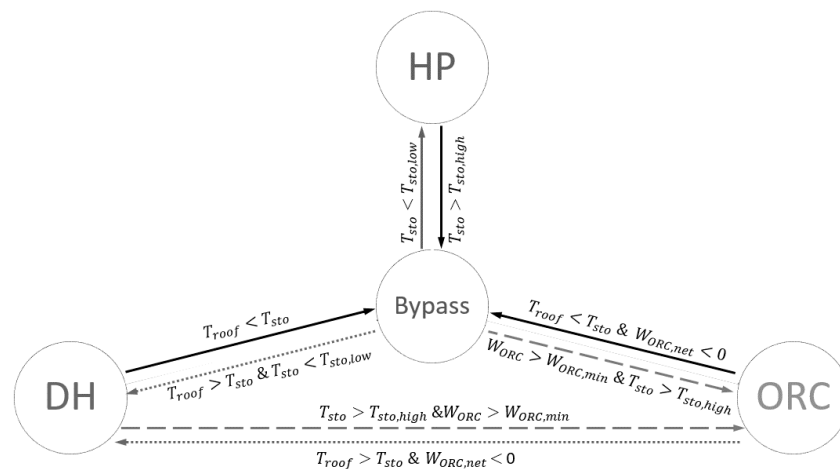 HP
T_sto < T_sto,low
T_sto > T_sto,high
Bypass
T_roof < T_sto
T_roof > T_sto & T_sto < T_sto,low
T_roof < T_sto & W_ORC,net < 0
W_ORC > W_ORC,min & T_sto > T_sto,high
DH
ORC
T_sto > T_sto,high &W_ORC > W_ORC,min
T_roof > T_sto & W_ORC,net < 0